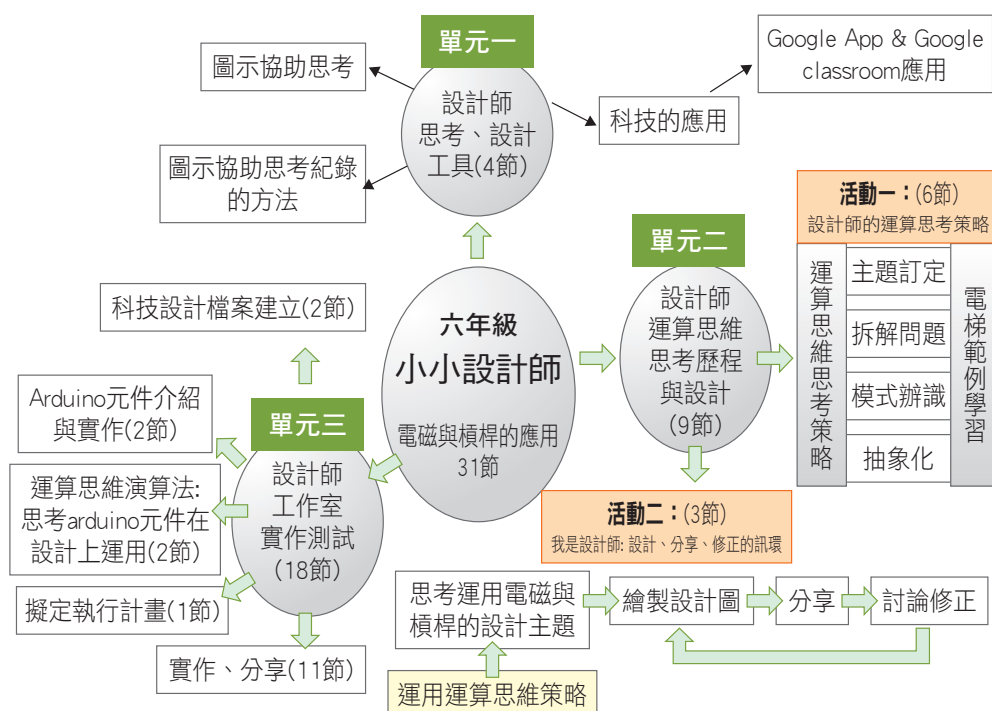 單元一
設計師
思考、設計
工具(4節)
圖示協助思考
圖示協助思考紀錄
的方法
科技的應用
Google App & Google
classroom應用
六年級
小小設計師
電磁與槓桿的應用
31節
單元二
設計師
運算思維
思考歷程
與設計
(9節)
活動一：(6節)
設計師的運算思考策略
運算思維思考策略
主題訂定
拆解問題
模式辨識
抽象化
電梯範例學習
活動二：(3節)
我是設計師: 設計、分享、修正的訊環
思考運用電磁與
槓桿的設計主題
繪製設計圖
分享
討論修正
運用運算思維策略
單元三
設計師
工作室
實作測試
(18節)
科技設計檔案建立(2節)
Arduino元件介紹
與實作(2節)
運算思維演算法:
思考arduino元件在
設計上運用(2節)
擬定執行計畫(1節)
實作、分享(11節)